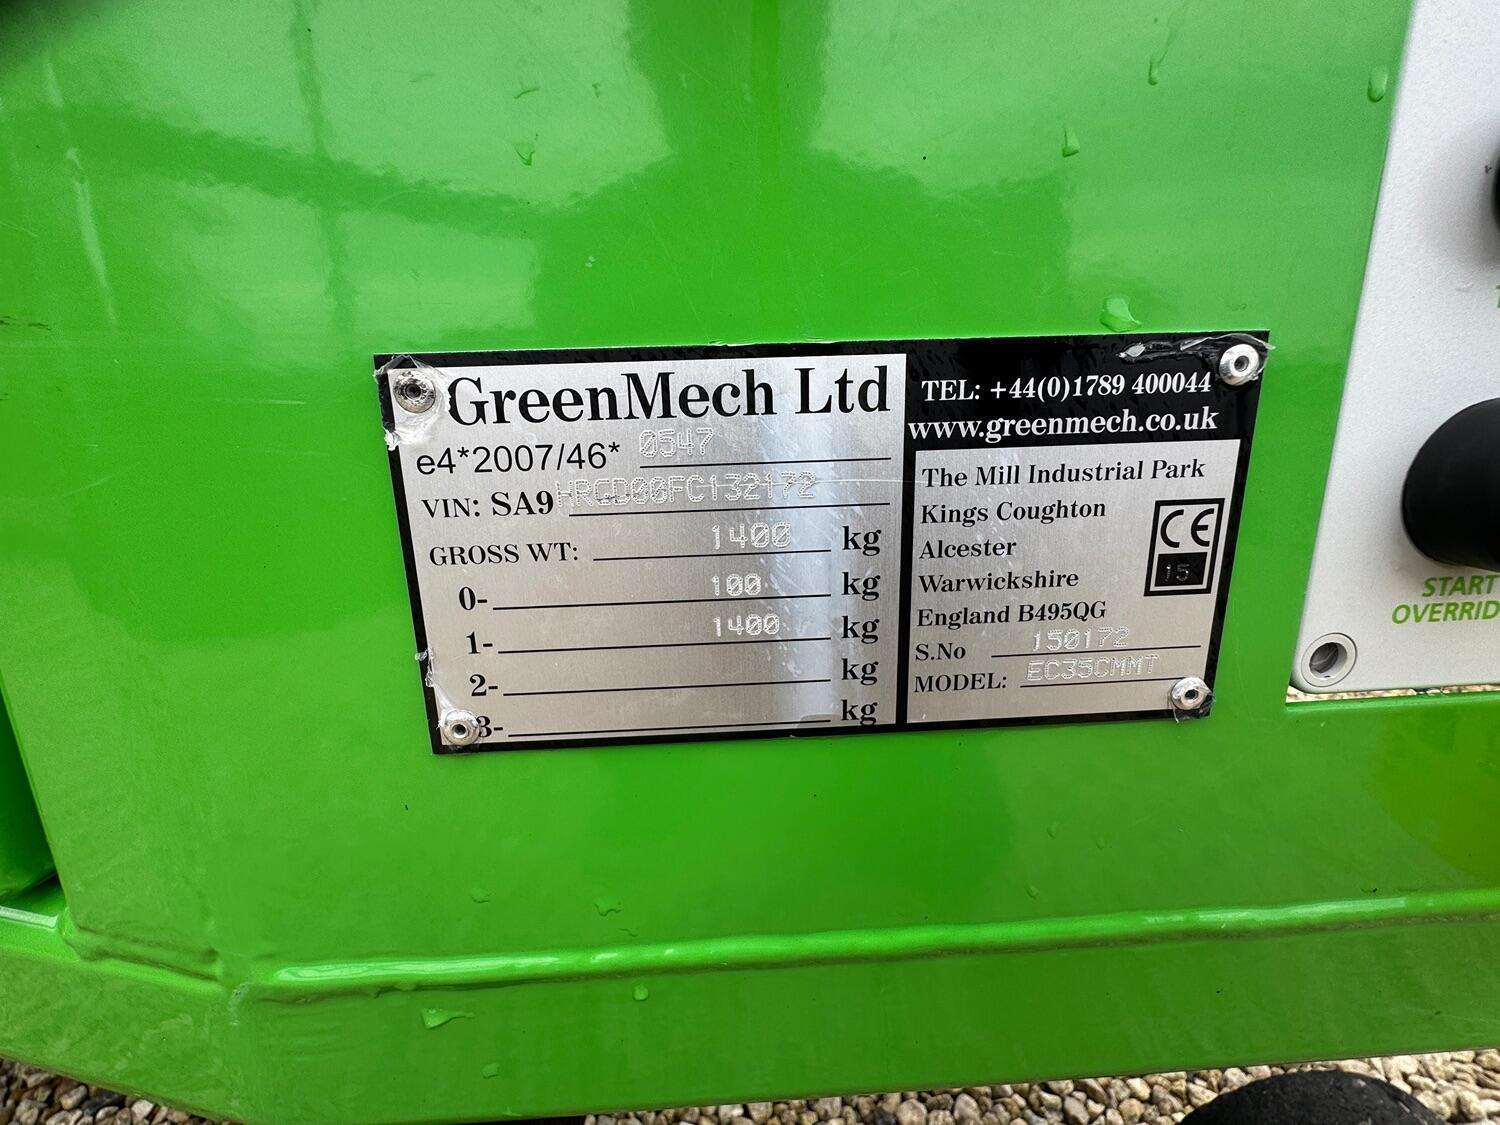 GreenMech Ltd
e4*2007/46* 0547
VIN: SA9 HRCD00FC132172
GROSS WT: 1400 kg
0- 100 kg
1- 1400 kg
2- kg
3- kg
TEL: +44(0)1789 400044
www.greenmech.co.uk
The Mill Industrial Park
Kings Coughton
Alcester
Warwickshire
England B495QG
CE
15
S.No 150172
MODEL: EC35CMMT
START
OVERRID